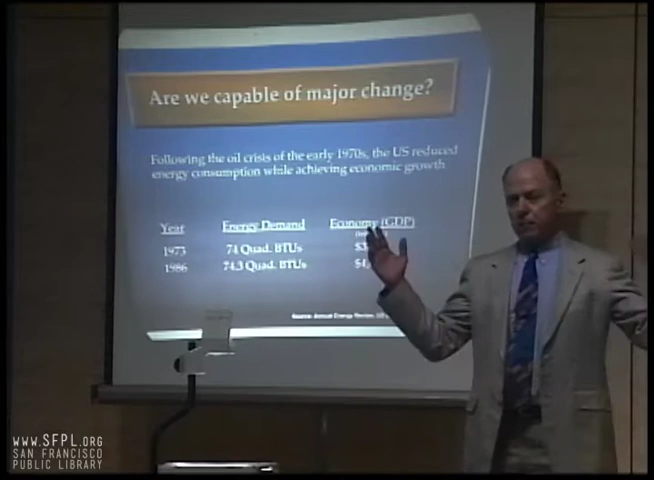 Are we capable of major change?
Following the oil crisis of the early 1970s, the US reduced
energy consumption while achieving economic growth
Year Energy Demand Economy (GDP)
1973 74 Quad. BTUs
1986 74.3 Quad. BTUs
Source: Annual Energy Review,
WWW.SFPL.ORG
SAN FRANCISCO
PUBLIC LIBRARY